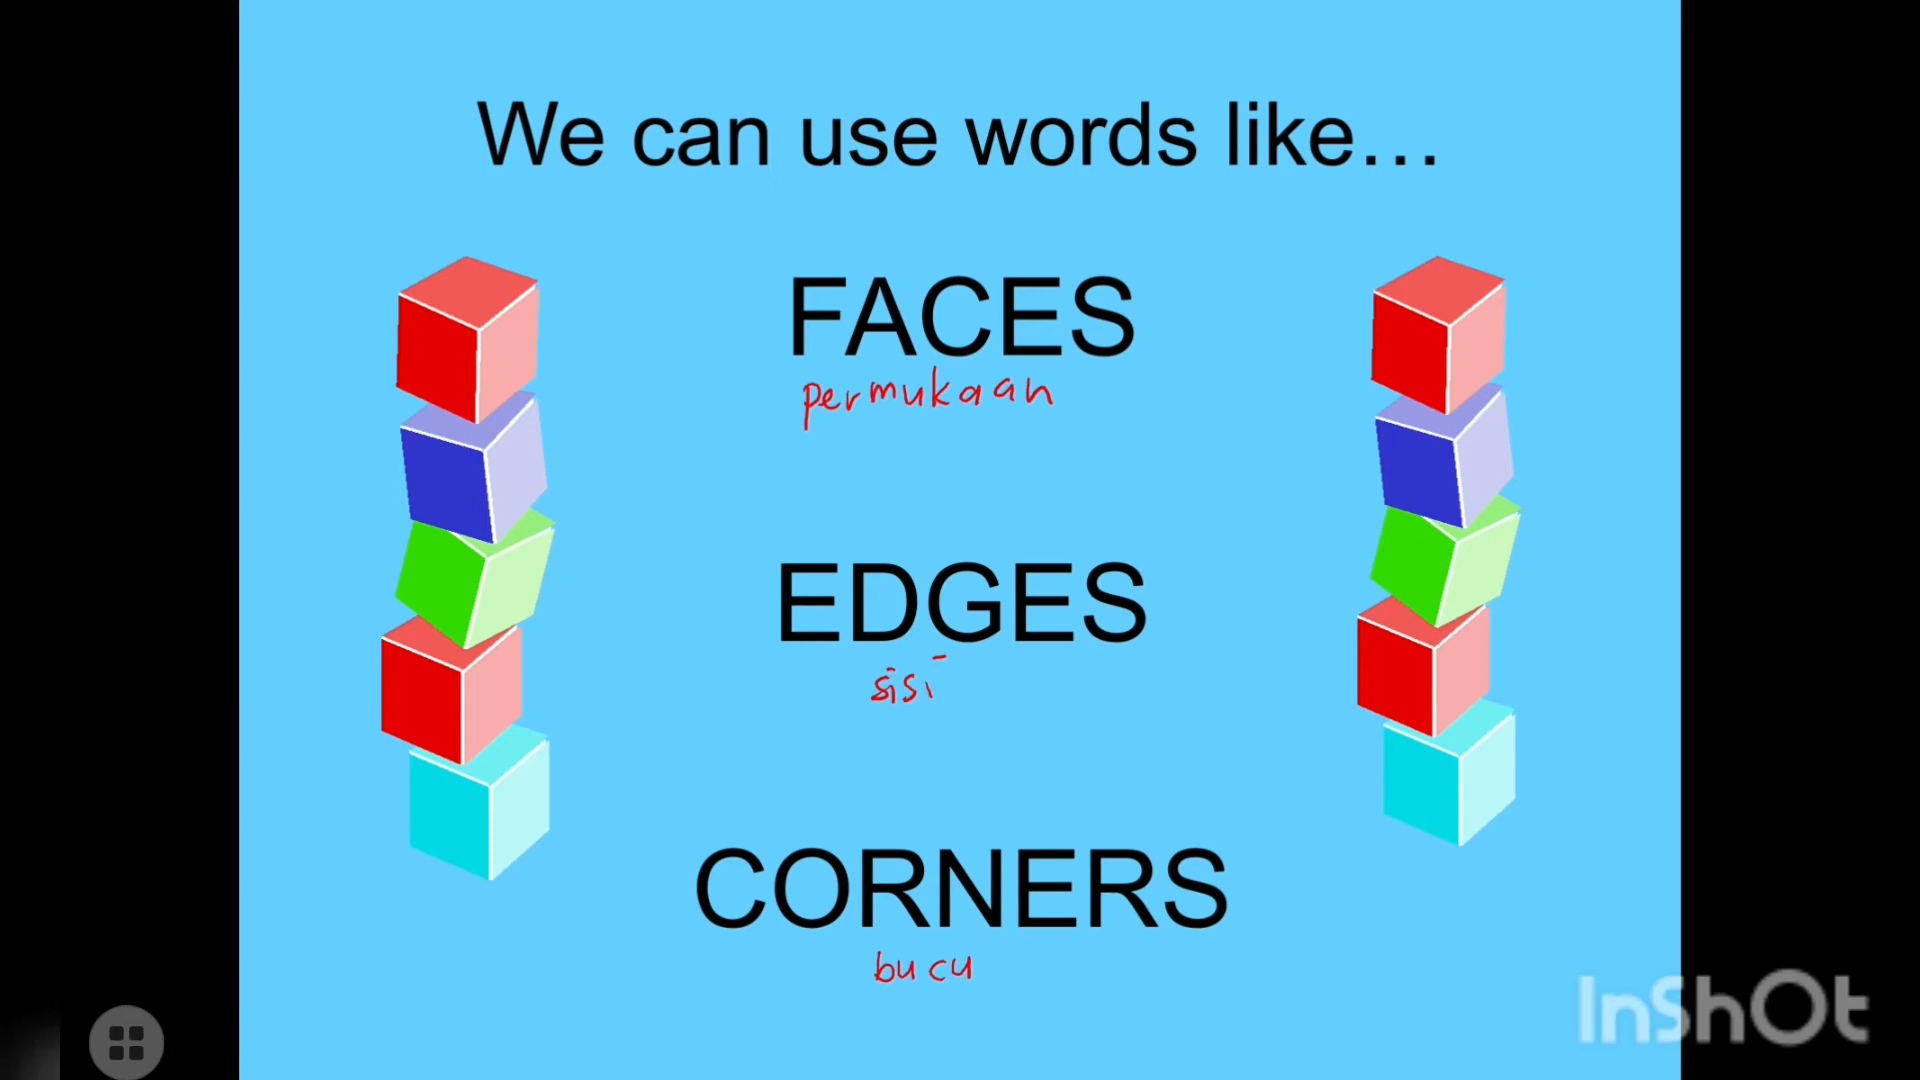 We can use words like...
FACES
permukaan
EDGES
sisi
CORNERS
bucu
InShOt